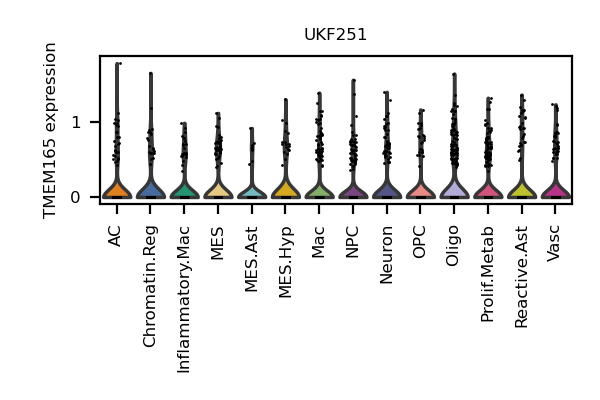 UKF251
TMEM165 expression
1
0
AC
Chromatin.Reg
Inflammatory.Mac
MES
MES.Ast
MES.Hyp
Mac
NPC
Neuron
OPC
Oligo
Prolif.Metab
Reactive.Ast
Vasc